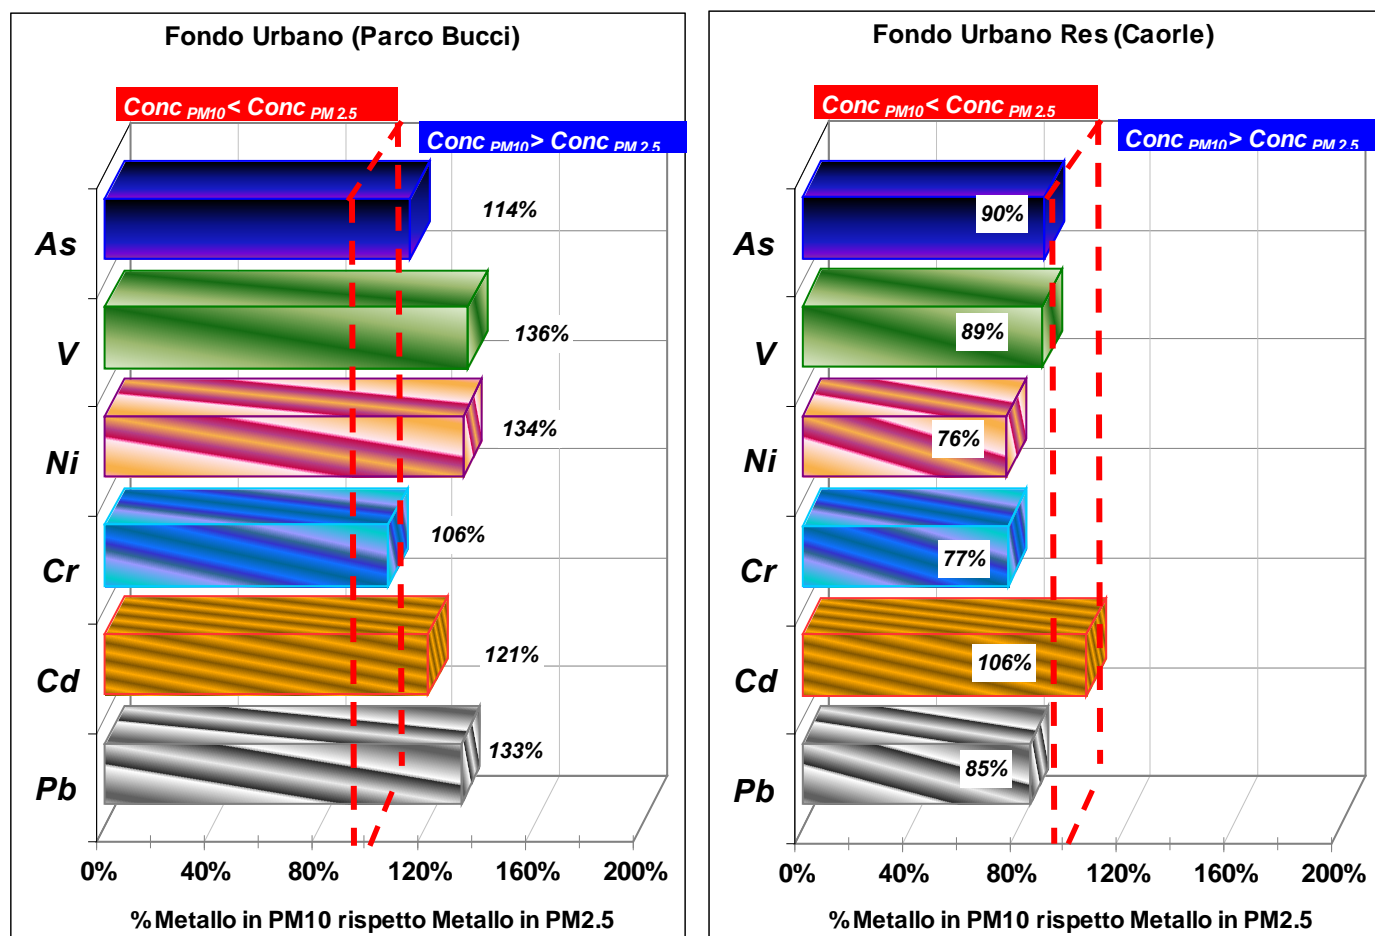 Fondo Urbano (Parco Bucci)
Conc PM10 < Conc PM 2.5
Conc PM10 > Conc PM 2.5
As
114%
V
136%
Ni
134%
Cr
106%
Cd
121%
Pb
133%
0% 40% 80% 120% 160% 200%
% Metallo in PM10 rispetto Metallo in PM2.5
Fondo Urbano Res (Caorle)
Conc PM10 < Conc PM 2.5
Conc PM10 > Conc PM 2.5
As
90%
V
89%
Ni
76%
Cr
77%
Cd
106%
Pb
85%
0% 40% 80% 120% 160% 200%
% Metallo in PM10 rispetto Metallo in PM2.5